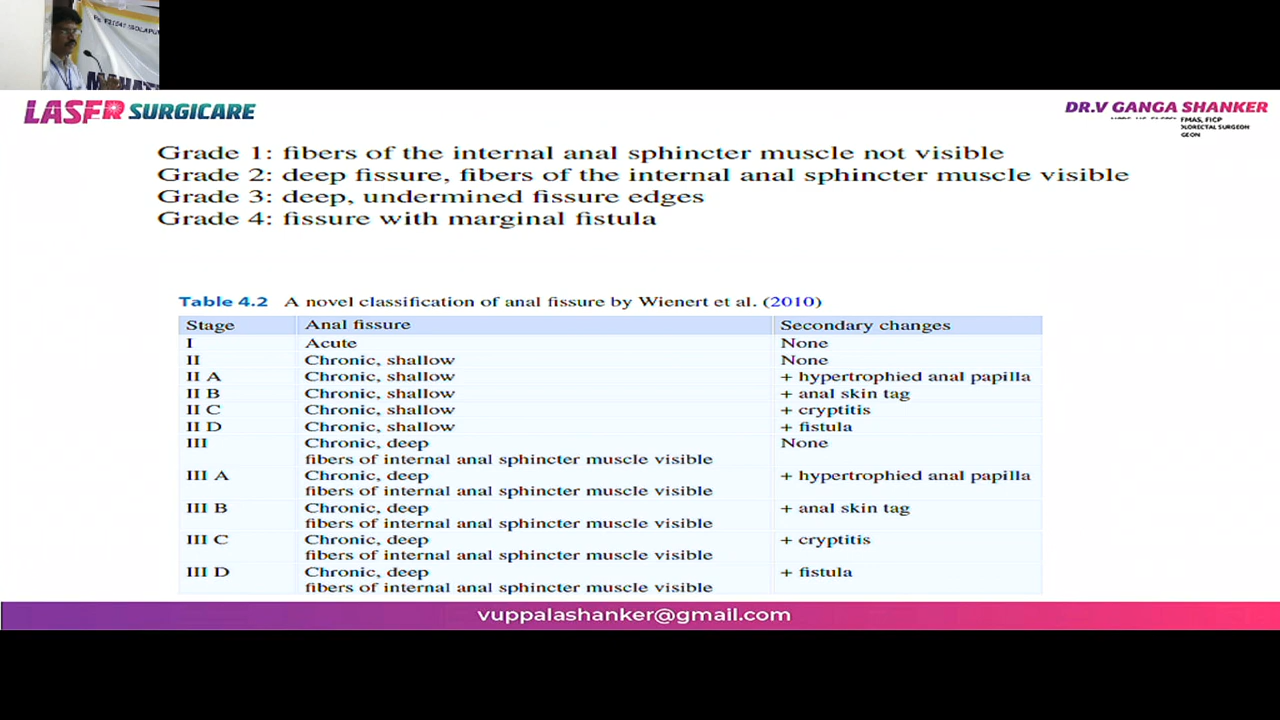 LASER SURGICARE
DR.V GANGA SHANKER
FMAS, FICP
Grade 1: fibers of the internal anal sphincter muscle not visible
Grade 2: deep fissure, fibers of the internal anal sphincter muscle visible
Grade 3: deep, undermined fissure edges
Grade 4: fissure with marginal fistula
Table 4.2 A novel classification of anal fissure by Wienert et al. (2010)
Stage Anal fissure Secondary changes
I Acute None
II Chronic, shallow None
II A Chronic, shallow + hypertrophied anal papilla
II B Chronic, shallow + anal skin tag
II C Chronic, shallow + cryptitis
II D Chronic, shallow + fistula
III Chronic, deep None
fibers of internal anal sphincter muscle visible
III A Chronic, deep + hypertrophied anal papilla
fibers of internal anal sphincter muscle visible
III B Chronic, deep + anal skin tag
fibers of internal anal sphincter muscle visible
III C Chronic, deep + cryptitis
fibers of internal anal sphincter muscle visible
III D Chronic, deep + fistula
fibers of internal anal sphincter muscle visible
vuppalashanker@gmail.com